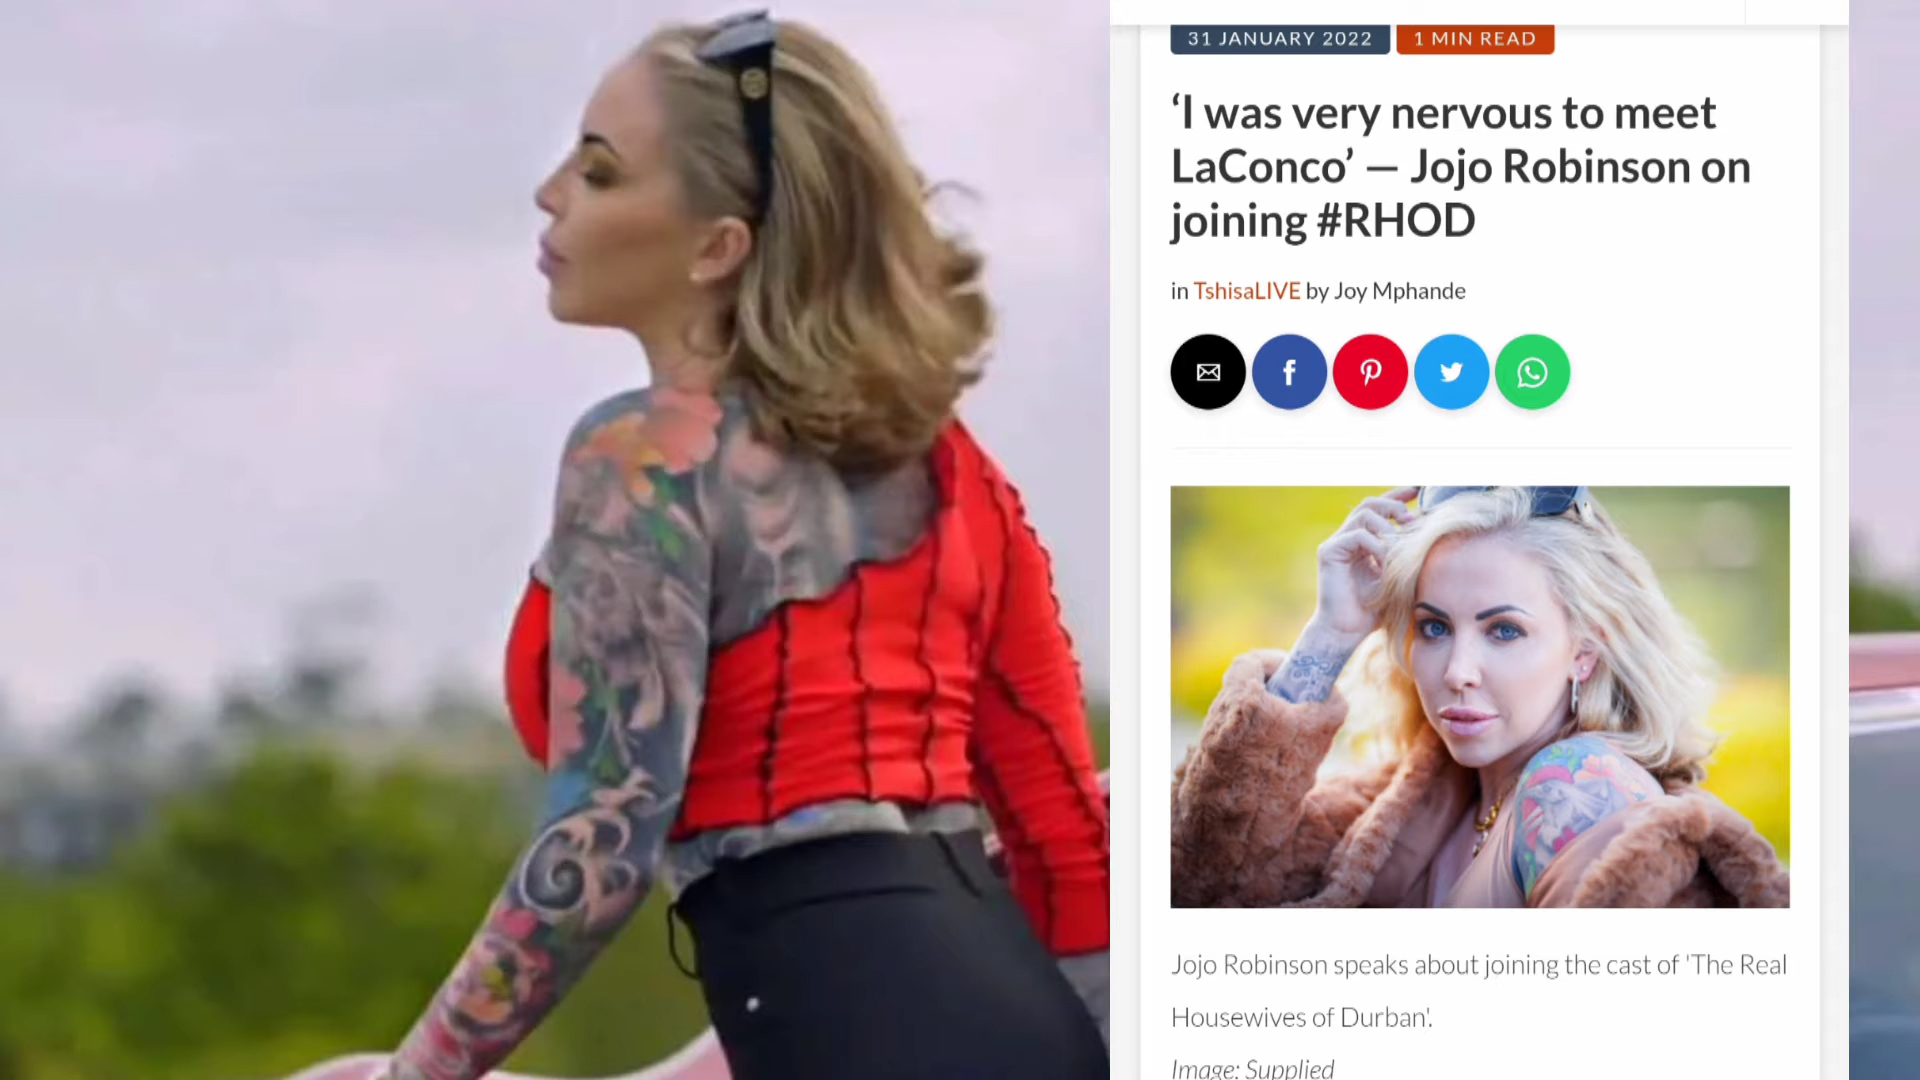 31 JANUARY 2022
1 MIN READ
‘I was very nervous to meet
LaConco’ — Jojo Robinson on
joining #RHOD
in TshisaLIVE by Joy Mphande
Jojo Robinson speaks about joining the cast of 'The Real
Housewives of Durban'.
Image: Supplied